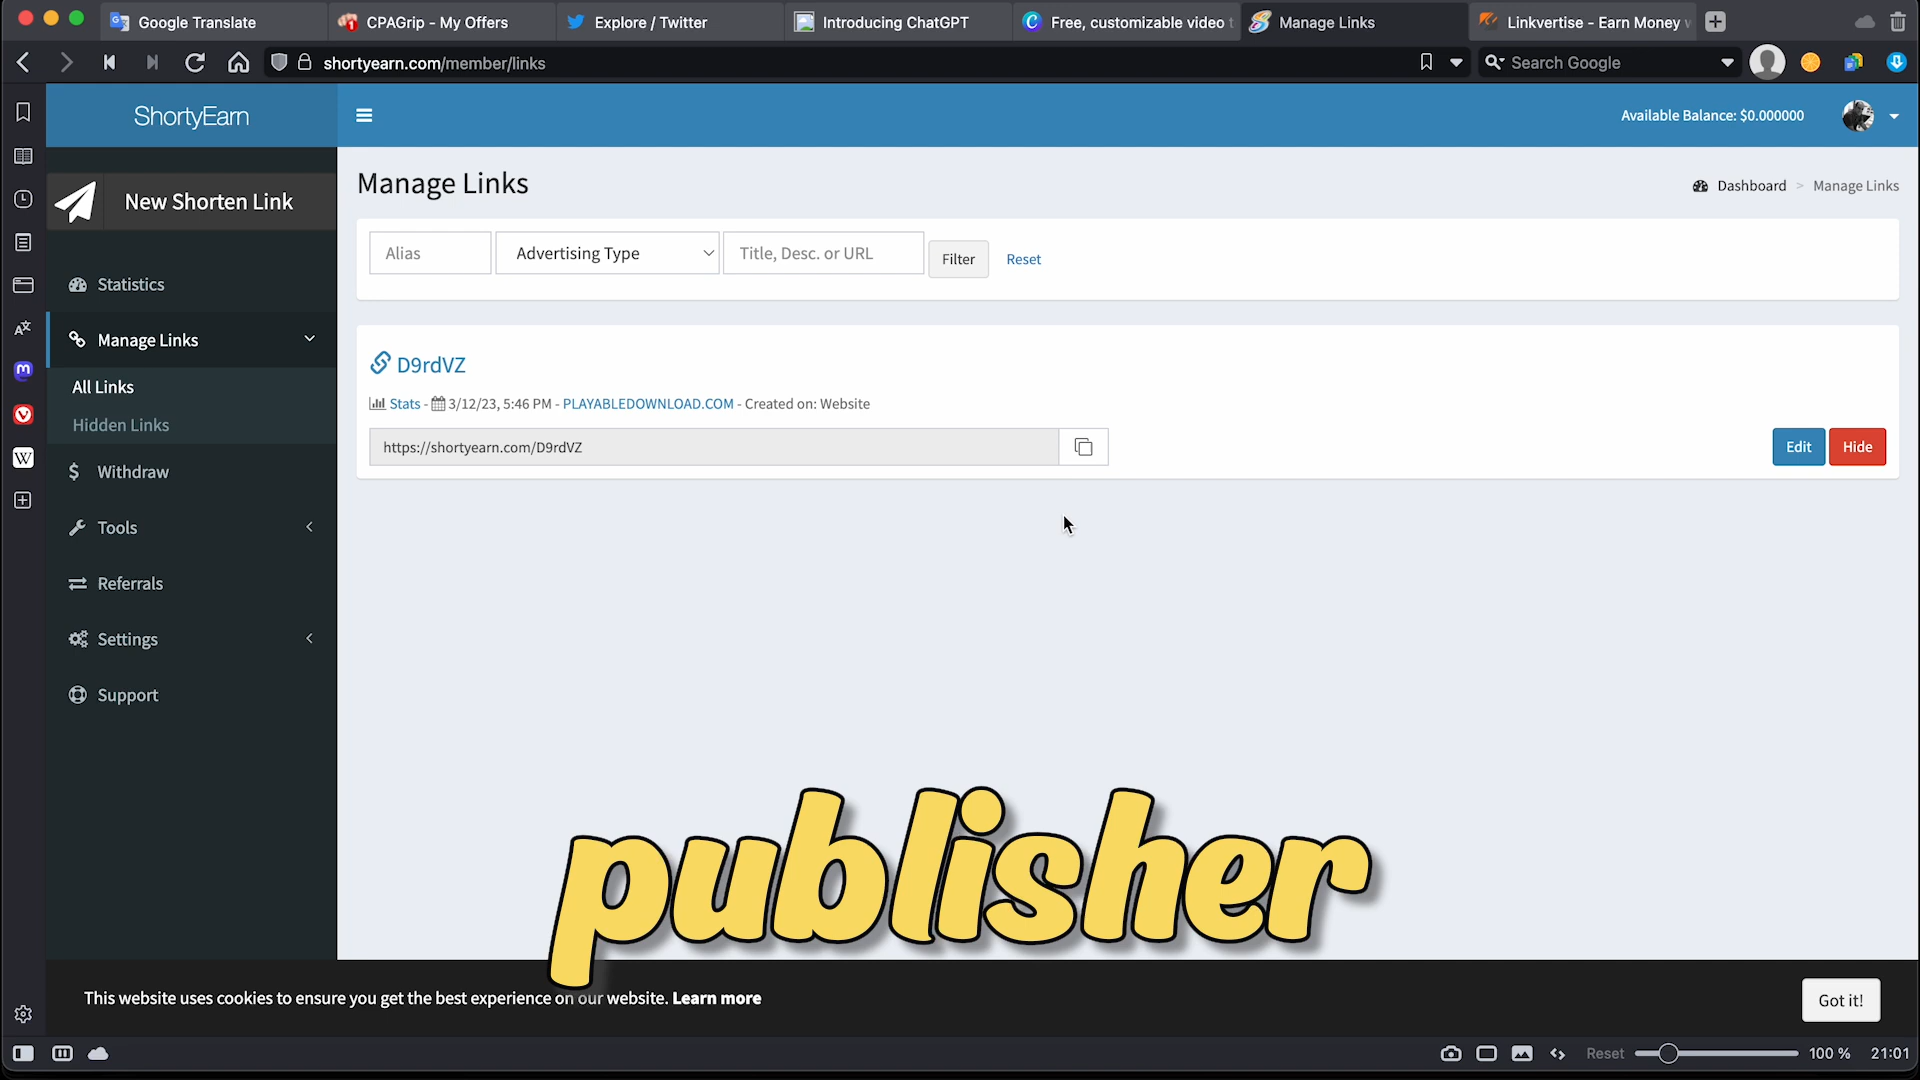 Google Translate
CPAGrip - My Offers
Explore / Twitter
Introducing ChatGPT
Free, customizable video t
Manage Links
Linkvertise - Earn Money w
shortyearn.com/member/links
Search Google
ShortyEarn
Available Balance: $0.000000
New Shorten Link
Manage Links
Dashboard > Manage Links
Alias
Advertising Type
Title, Desc. or URL
Filter
Reset
Statistics
Manage Links
All Links
Hidden Links
Withdraw
Tools
Referrals
Settings
Support
D9rdVZ
Stats - 3/12/23, 5:46 PM - PLAYABLEDOWNLOAD.COM - Created on: Website
https://shortyearn.com/D9rdVZ
Edit
Hide
publisher
This website uses cookies to ensure you get the best experience on our website. Learn more
Got it!
Reset
100 %
21:01